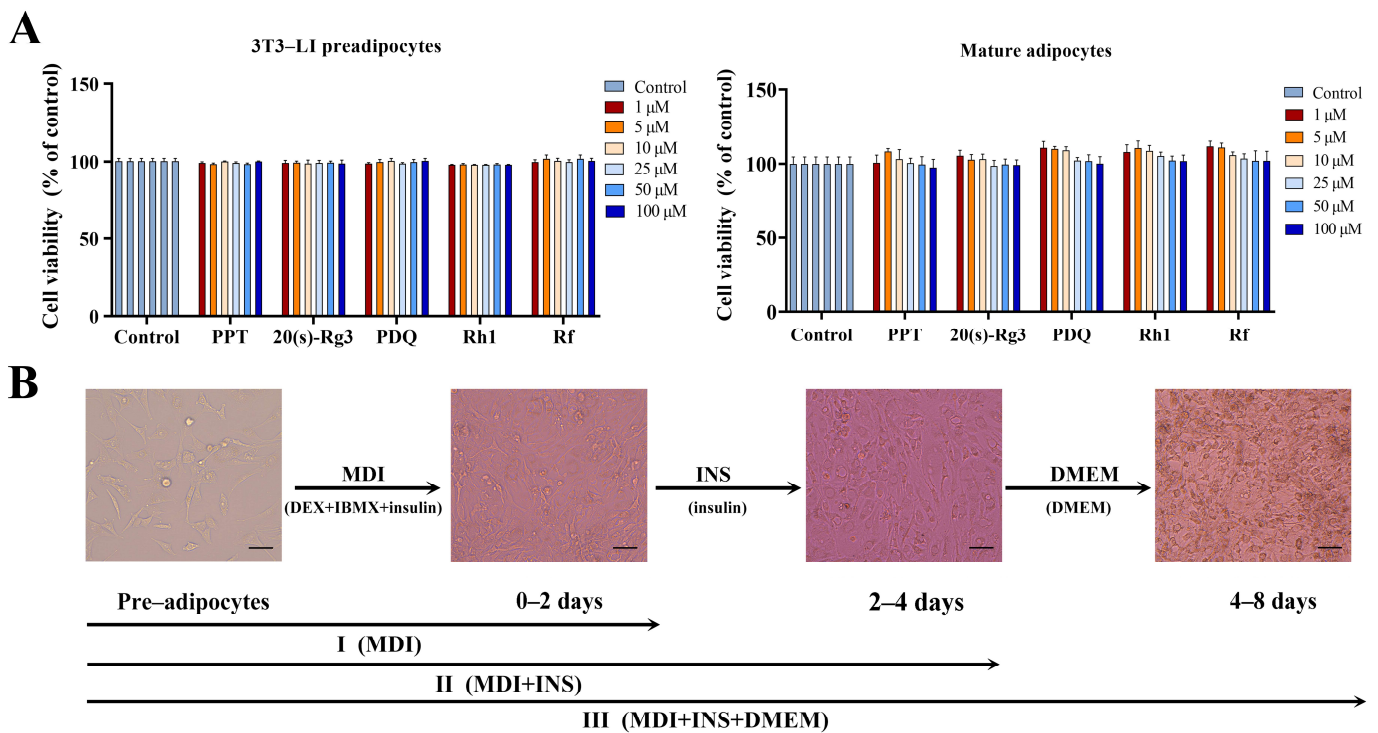 A
3T3–LI preadipocytes
Cell viability (% of control)
150
100
50
0
Control
PPT
20(s)-Rg3
PDQ
Rh1
Rf
Control
1 μM
5 μM
10 μM
25 μM
50 μM
100 μM
Mature adipocytes
Cell viability (% of control)
150
100
50
0
Control
PPT
20(s)-Rg3
PDQ
Rh1
Rf
Control
1 μM
5 μM
10 μM
25 μM
50 μM
100 μM
B
MDI
(DEX+IBMX+insulin)
INS
(insulin)
DMEM
(DMEM)
Pre–adipocytes
0–2 days
2–4 days
4–8 days
I (MDI)
II (MDI+INS)
III (MDI+INS+DMEM)